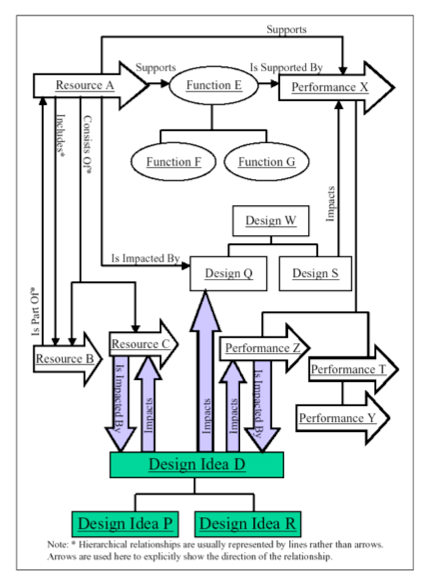 Supports
Resource A
Supports
Function E
Is Supported By
Performance X
Includes*
Consists Of*
Function F
Function G
Impacts
Design W
Is Impacted By
Design Q
Design S
Is Part Of*
Resource B
Resource C
Performance Z
Performance T
Performance Y
Is Impacted By
Impacts
Impacts
Impacts
Is Impacted By
Design Idea D
Design Idea P
Design Idea R
Note: * Hierarchical relationships are usually represented by lines rather than arrows.
Arrows are used here to explicitly show the direction of the relationship.